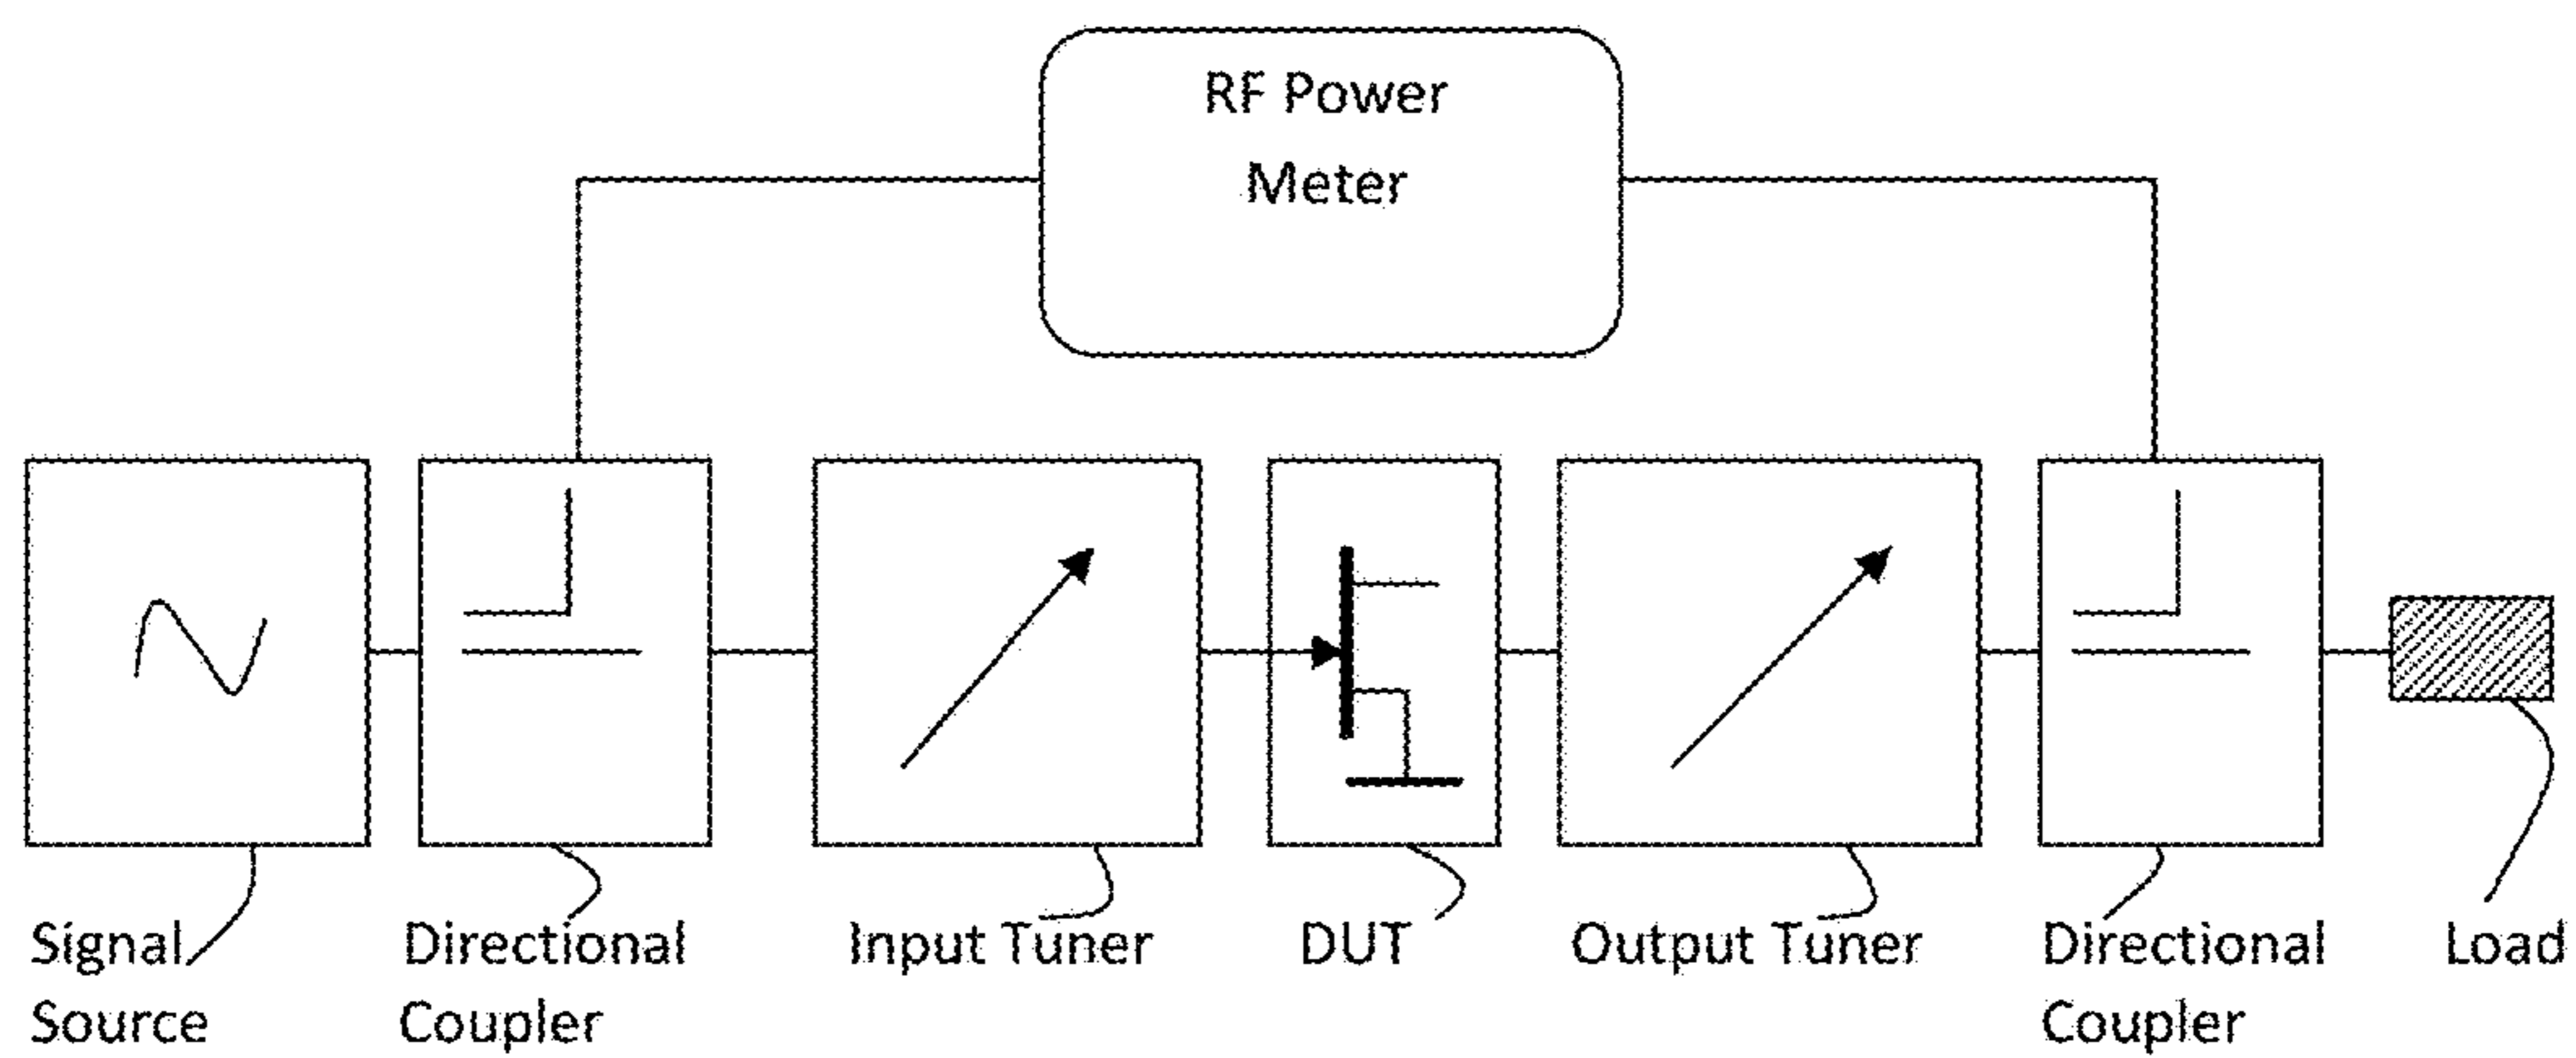 RF Power
Meter
Signal
Source
Directional
Coupler
Input Tuner
DUT
Output Tuner
Directional
Coupler
Load